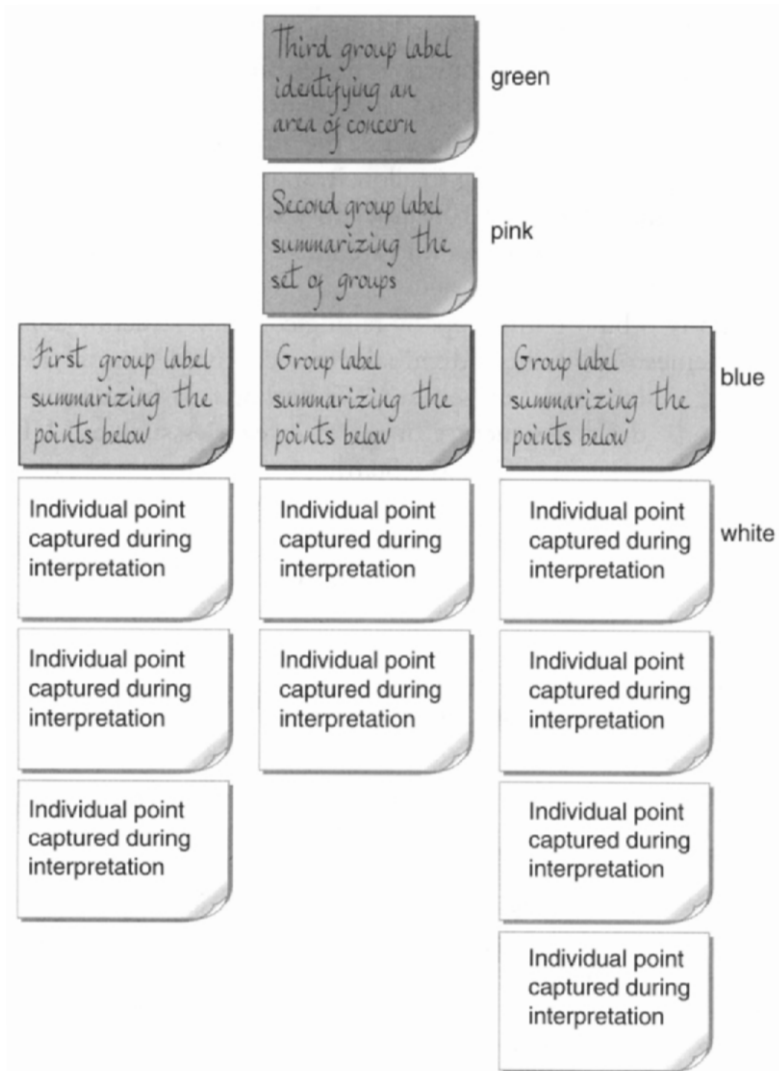 Third group label
identifying an
area of concern
green
Second group label
summarizing the
set of groups
pink
First group label
summarizing the
points below
Group label
summarizing the
points below
Group label
summarizing the
points below
blue
Individual point
captured during
interpretation
Individual point
captured during
interpretation
Individual point
captured during
interpretation
white
Individual point
captured during
interpretation
Individual point
captured during
interpretation
Individual point
captured during
interpretation
Individual point
captured during
interpretation
Individual point
captured during
interpretation
Individual point
captured during
interpretation